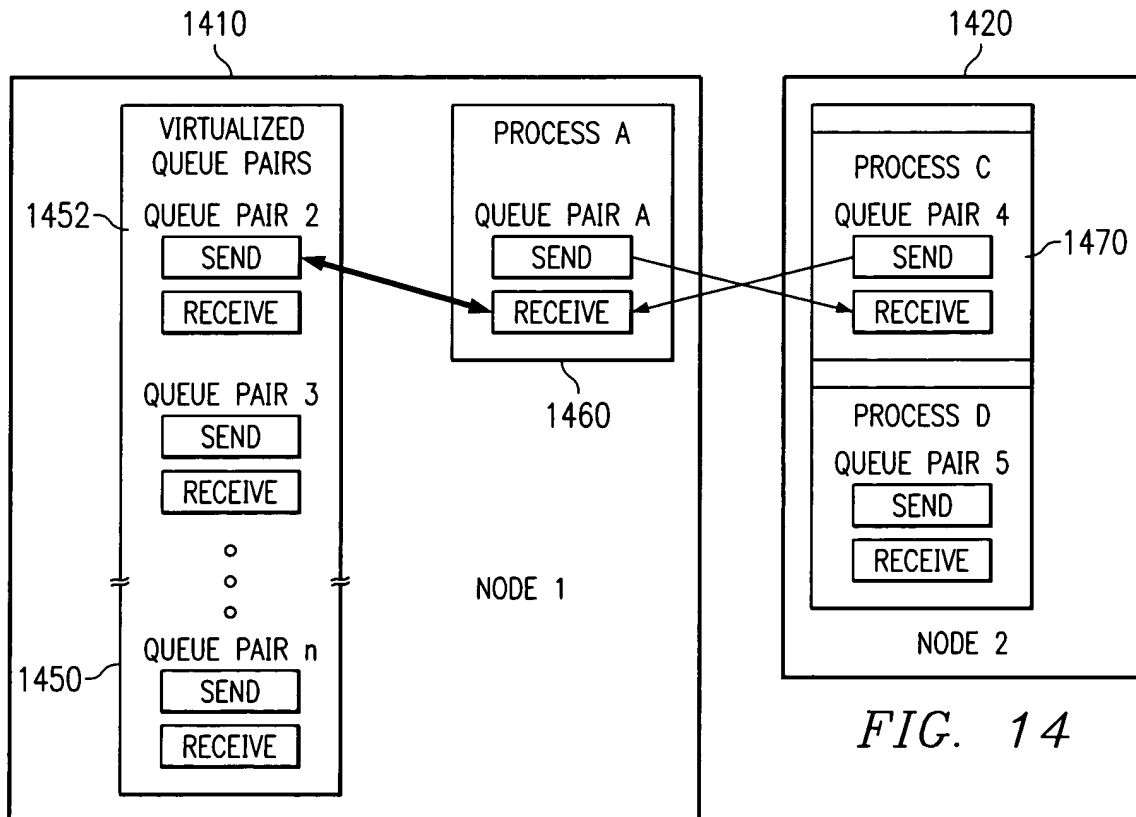 1410
1420
VIRTUALIZED
QUEUE PAIRS
1452
QUEUE PAIR 2
SEND
RECEIVE
QUEUE PAIR 3
SEND
RECEIVE
1450
QUEUE PAIR n
SEND
RECEIVE
PROCESS A
QUEUE PAIR A
SEND
RECEIVE
1460
NODE 1
PROCESS C
QUEUE PAIR 4
SEND
1470
RECEIVE
PROCESS D
QUEUE PAIR 5
SEND
RECEIVE
NODE 2
FIG. 14